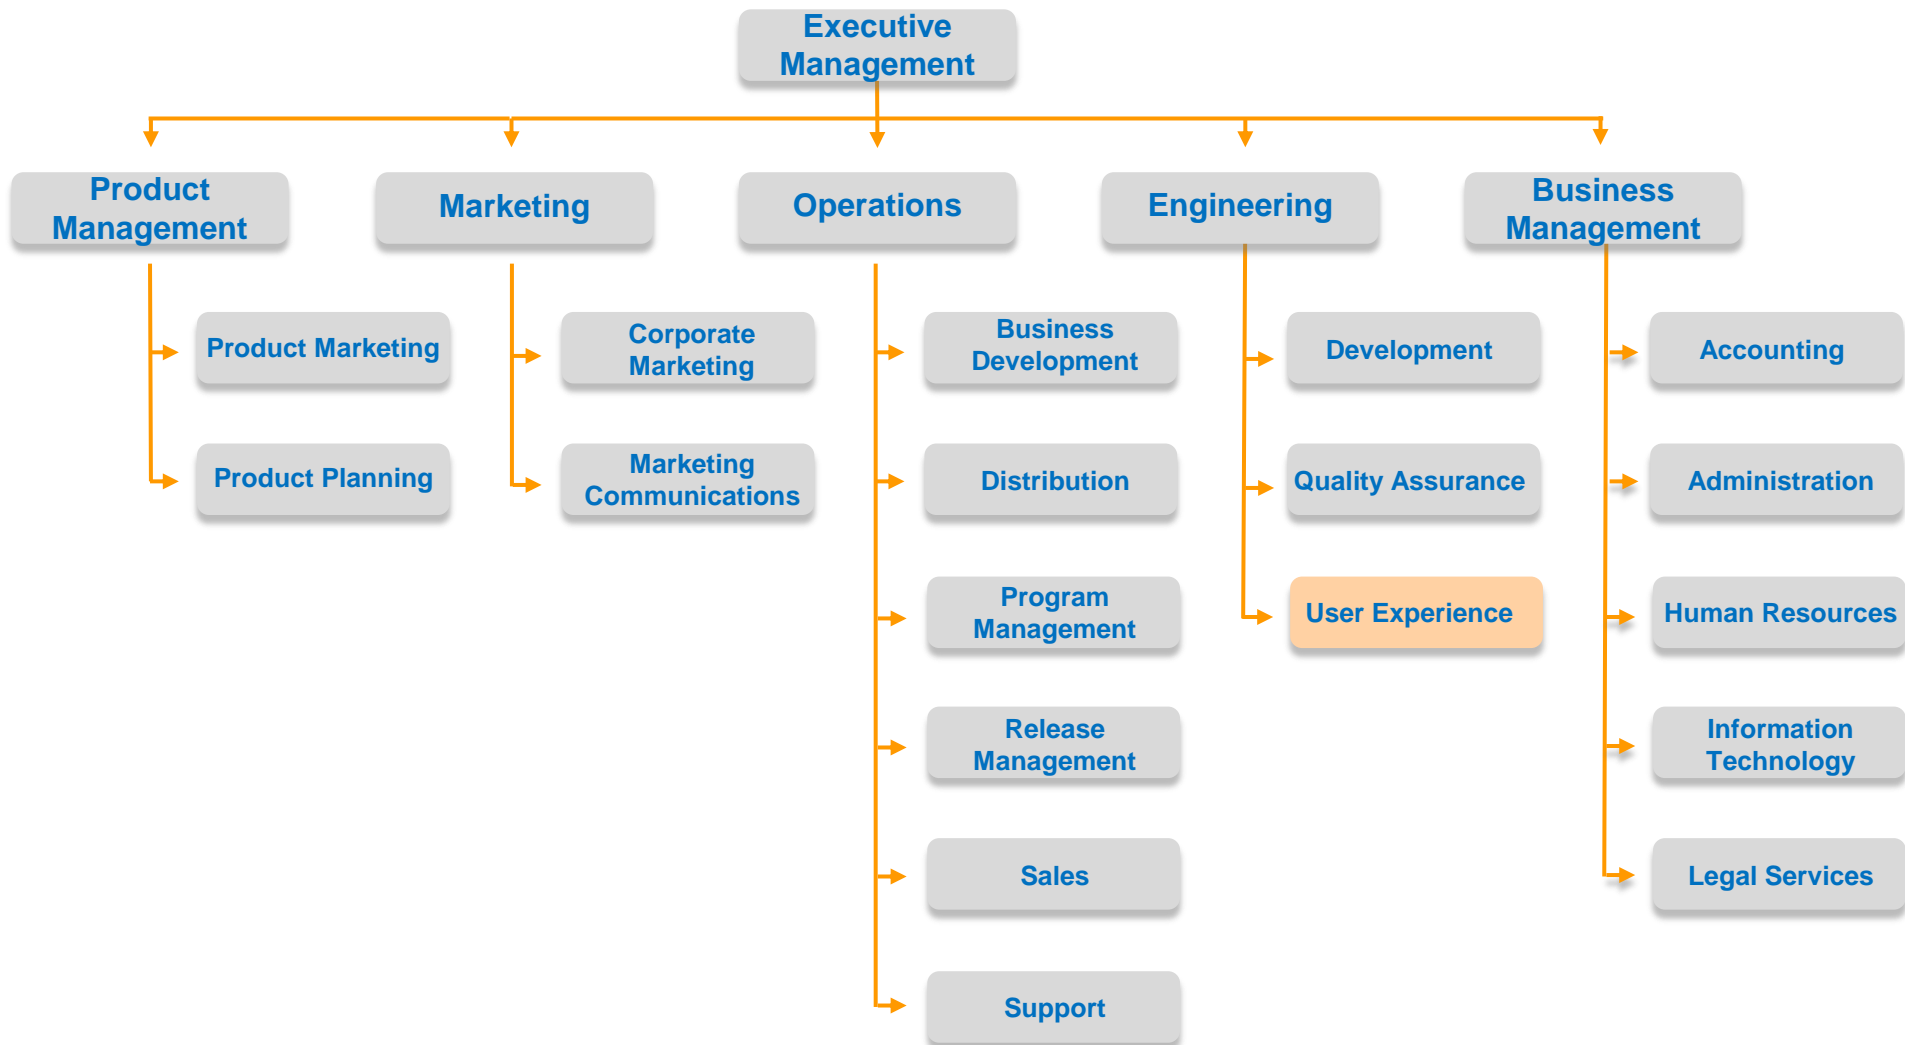 Executive
Management
Product
Management
Marketing
Operations
Engineering
Business
Management
Product Marketing
Corporate
Marketing
Business
Development
Development
Accounting
Product Planning
Marketing
Communications
Distribution
Quality Assurance
Administration
Program
Management
User Experience
Human Resources
Release
Management
Information
Technology
Sales
Legal Services
Support